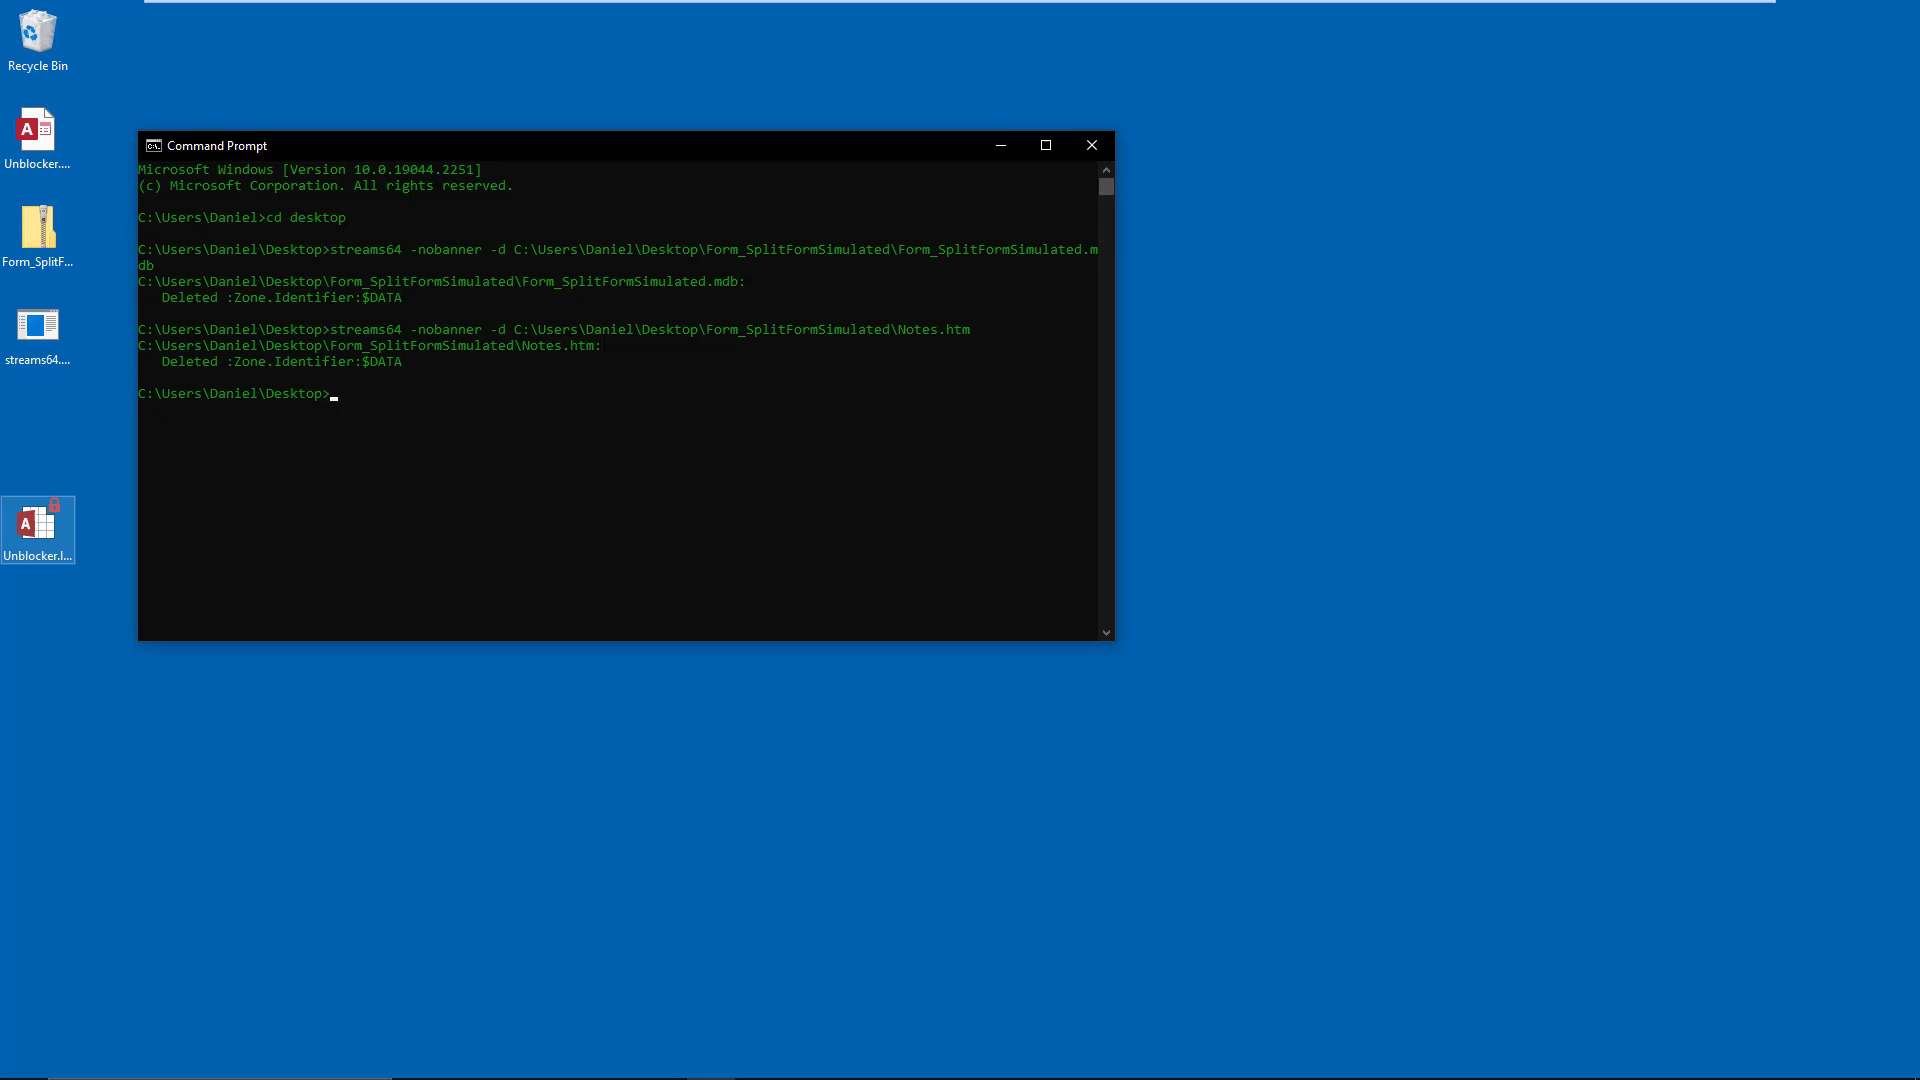 Recycle Bin
Unblocker....
Form_SplitF...
streams64....
Unblocker.l...
Command Prompt
Microsoft Windows [Version 10.0.19044.2251]
(c) Microsoft Corporation. All rights reserved.
C:\Users\Daniel>cd desktop
C:\Users\Daniel\Desktop>streams64 -nobanner -d C:\Users\Daniel\Desktop\Form_SplitFormSimulated\Form_SplitFormSimulated.m
db
C:\Users\Daniel\Desktop\Form_SplitFormSimulated\Form_SplitFormSimulated.mdb:
   Deleted :Zone.Identifier:$DATA
C:\Users\Daniel\Desktop>streams64 -nobanner -d C:\Users\Daniel\Desktop\Form_SplitFormSimulated\Notes.htm
C:\Users\Daniel\Desktop\Form_SplitFormSimulated\Notes.htm:
   Deleted :Zone.Identifier:$DATA
C:\Users\Daniel\Desktop>